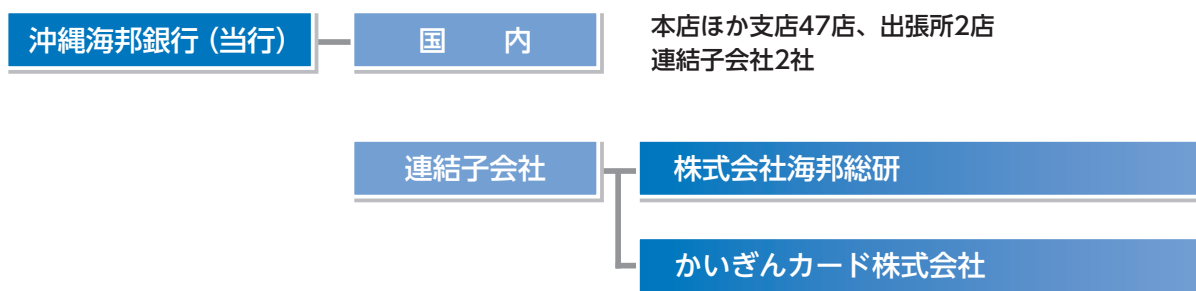 沖縄海邦銀行（当行）
国　内
本店ほか支店47店、出張所2店
連結子会社2社
連結子会社
株式会社海邦総研
かいぎんカード株式会社